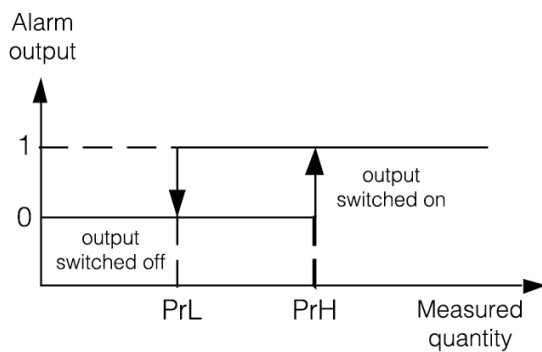 Alarm
output
1
output
switched on
0
output
switched off
PrL
PrH
Measured
quantity